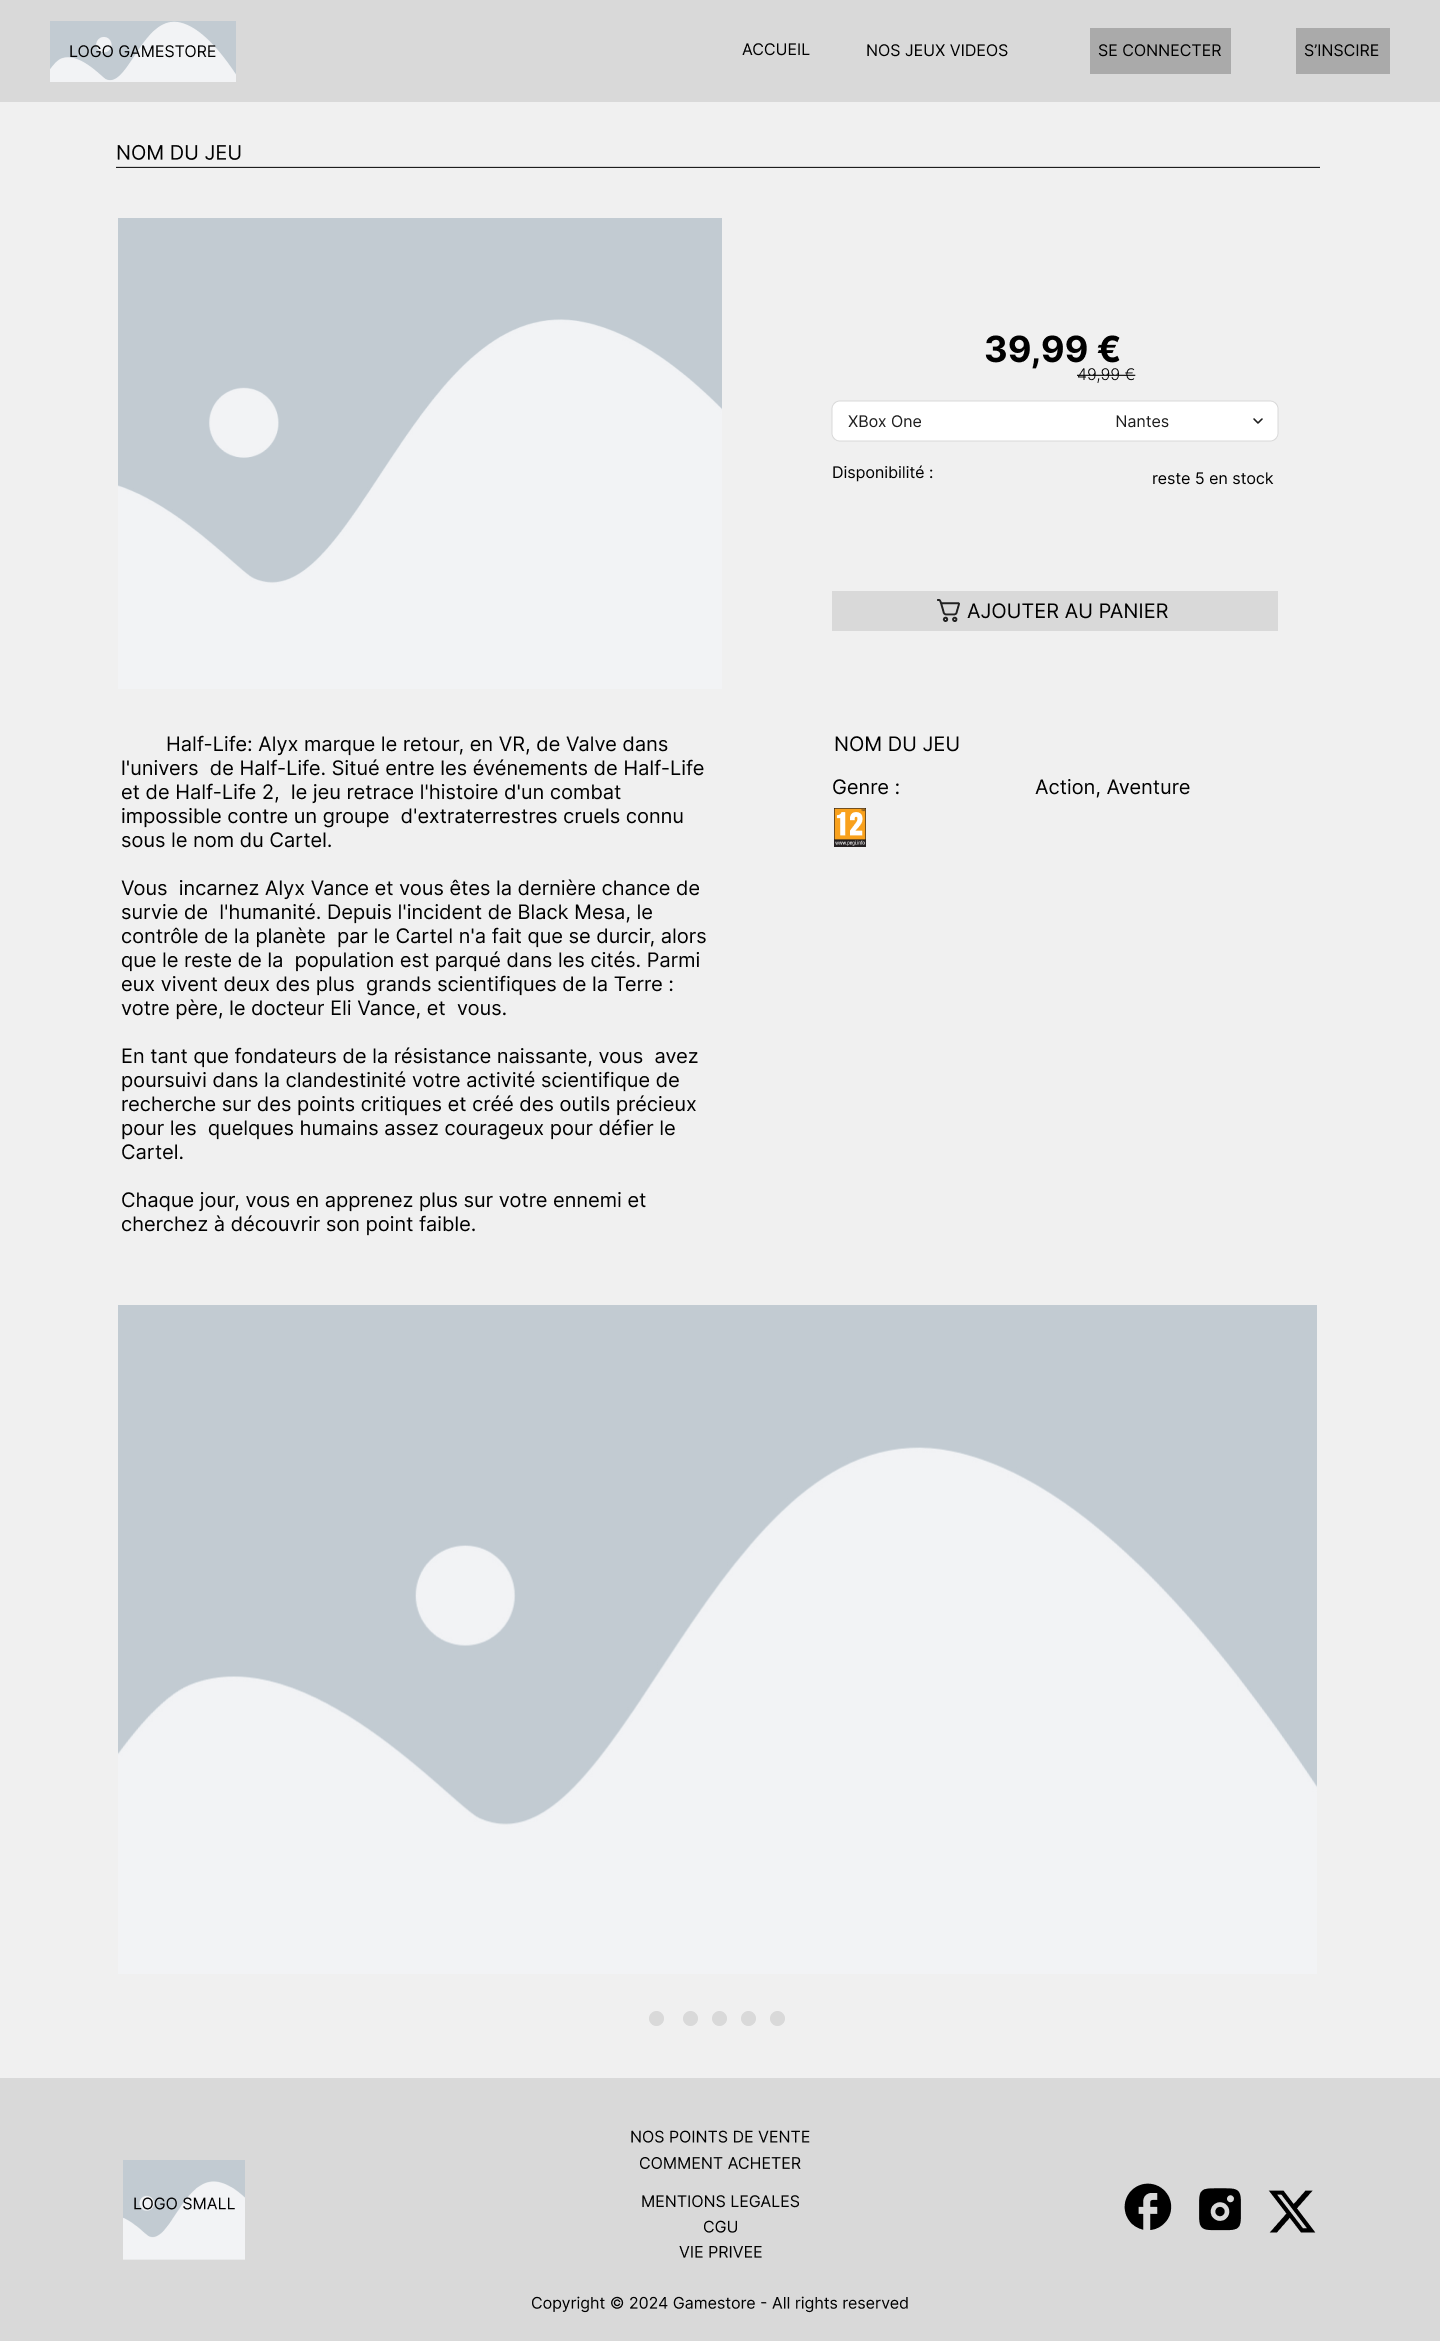 LOGO GAMESTORE
ACCUEIL
NOS JEUX VIDEOS
SE CONNECTER
S'INSCIRE
NOM DU JEU
39,99 €
49,99 €
XBox One
Nantes
Disponibilité :
reste 5 en stock
AJOUTER AU PANIER
Half-Life: Alyx marque le retour, en VR, de Valve dans
l'univers  de Half-Life. Situé entre les événements de Half-Life
et de Half-Life 2,  le jeu retrace l'histoire d'un combat
impossible contre un groupe  d'extraterrestres cruels connu
sous le nom du Cartel.
Vous  incarnez Alyx Vance et vous êtes la dernière chance de
survie de  l'humanité. Depuis l'incident de Black Mesa, le
contrôle de la planète  par le Cartel n'a fait que se durcir, alors
que le reste de la  population est parqué dans les cités. Parmi
eux vivent deux des plus  grands scientifiques de la Terre :
votre père, le docteur Eli Vance, et  vous.
En tant que fondateurs de la résistance naissante, vous  avez
poursuivi dans la clandestinité votre activité scientifique de
recherche sur des points critiques et créé des outils précieux
pour les  quelques humains assez courageux pour défier le
Cartel.
Chaque jour, vous en apprenez plus sur votre ennemi et
cherchez à découvrir son point faible.
NOM DU JEU
Genre :
Action, Aventure
12
www.pegi.info
LOGO SMALL
NOS POINTS DE VENTE
COMMENT ACHETER
MENTIONS LEGALES
CGU
VIE PRIVEE
Copyright © 2024 Gamestore - All rights reserved